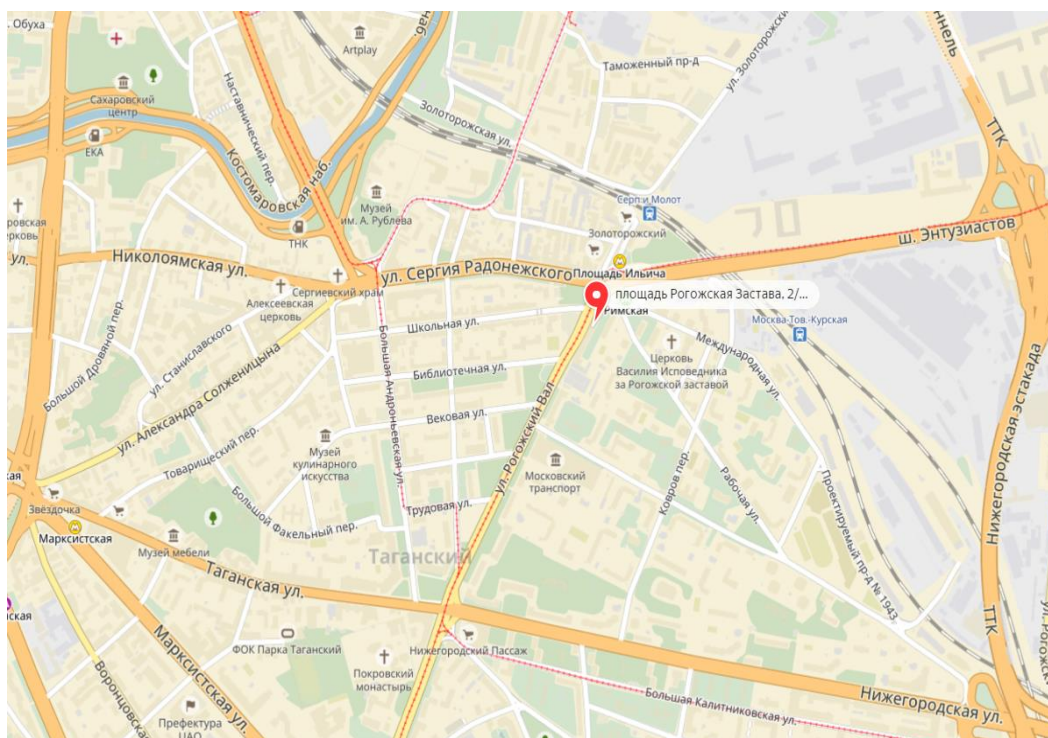 . Обуха
Artplay
наб.
Сахаровский
центр
ЕКА
Наставнический пер.
Костомаровская наб.
ТНК
Музей
им. А. Рублева
Золоторожская ул.
Таможенный пр-д
ул. Золоторожский
ТТК
Серп и Молот
Золоторожский
ш. Энтузиастов
Площадь Ильича
ул.
Николоямская ул.
ул. Сергия Радонежского
Сергиевский храм
Алексеевская
церковь
площадь Рогожская Застава, 2/...
Римская
Москва-Тов.-Курская
Школьная ул.
Международная ул.
Церковь
Василия Исповедника
за Рогожской заставой
Большой Дровяной пер.
ул. Станиславского
ул. Александра Солженицына
Большая Андроньевская ул.
Библиотечная ул.
Вековая ул.
ул. Рогожский Вал
Нижегородская эстакада
Товарищеский пер.
Музей
кулинарного
искусства
Московский
транспорт
Ковров пер.
Рабочая ул.
Проектируемый пр-д № 1943
Звёздочка
Марксистская
Большой Факельный пер.
Трудовая ул.
Музей мебели
Таганский
Таганская ул.
ТТК
ская
ФОК Парка Таганский
Нижегородский Пассаж
Покровский
монастырь
Марксистская ул.
Воронцовская
Префектура
ЦАО
Большая Калитниковская ул.
Нижегородская ул.